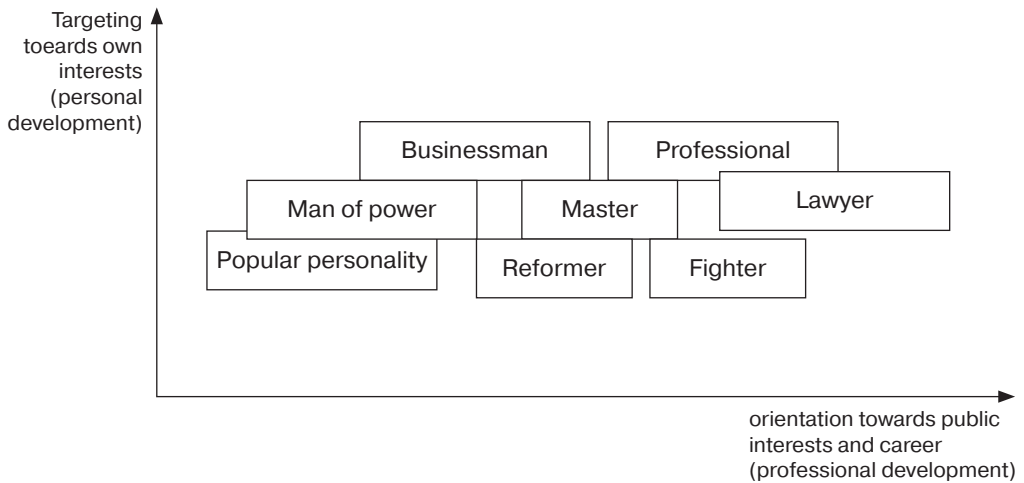 Targeting
toeards own
interests
(personal
development)
Businessman
Professional
Man of power
Master
Lawyer
Popular personality
Reformer
Fighter
orientation towards public
interests and career
(professional development)